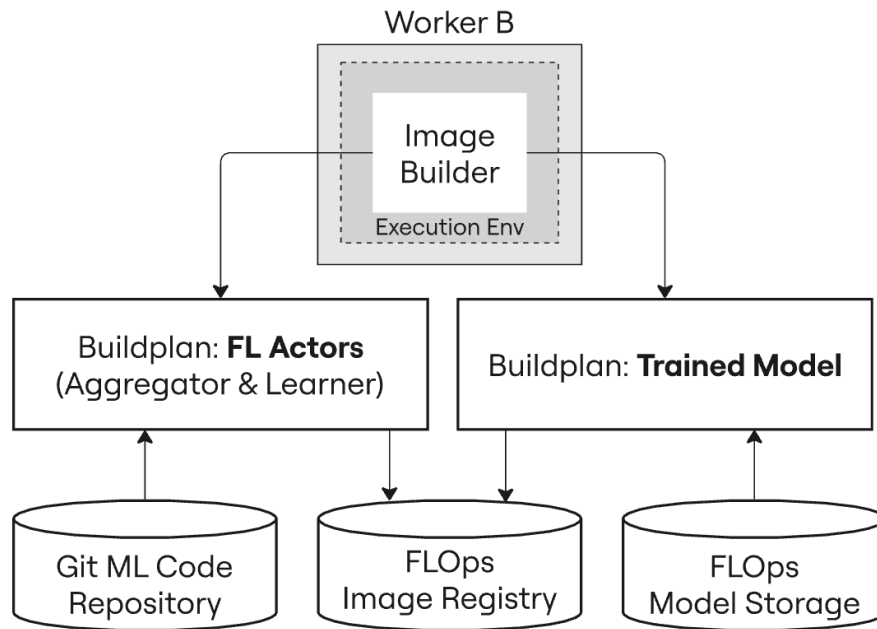 Worker B
Image
Builder
Execution Env
Buildplan: FL Actors
(Aggregator & Learner)
Buildplan: Trained Model
Git ML Code
Repository
FLOps
Image Registry
FLOps
Model Storage